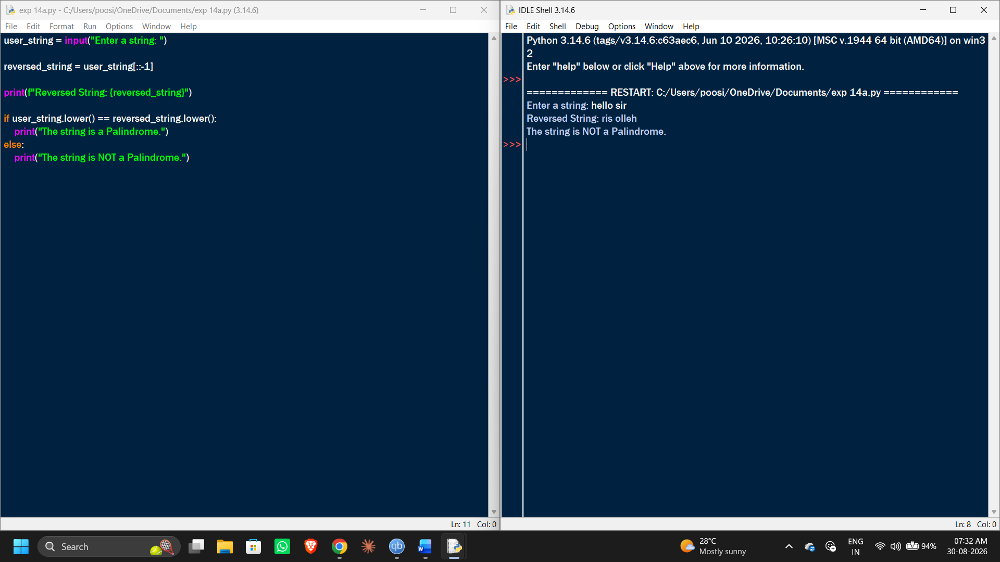 exp 14a.py - C:/Users/poosi/OneDrive/Documents/exp 14a.py (3.14.6)
File Edit Format Run Options Window Help
user_string = input("Enter a string: ")
reversed_string = user_string[::-1]
print(f"Reversed String: {reversed_string}")
if user_string.lower() == reversed_string.lower():
    print("The string is a Palindrome.")
else:
    print("The string is NOT a Palindrome.")
Ln: 11 Col: 0
IDLE Shell 3.14.6
File Edit Shell Debug Options Window Help
Python 3.14.6 (tags/v3.14.6:c63aec6, Jun 10 2026, 10:26:10) [MSC v.1944 64 bit (AMD64)] on win3
2
Enter "help" below or click "Help" above for more information.
>>>
============= RESTART: C:/Users/poosi/OneDrive/Documents/exp 14a.py ============
Enter a string: hello sir
Reversed String: ris olleh
The string is NOT a Palindrome.
>>>
Ln: 8 Col: 0
Search
qb
W
28°C
Mostly sunny
ENG
IN
94%
07:32 AM
30-08-2026